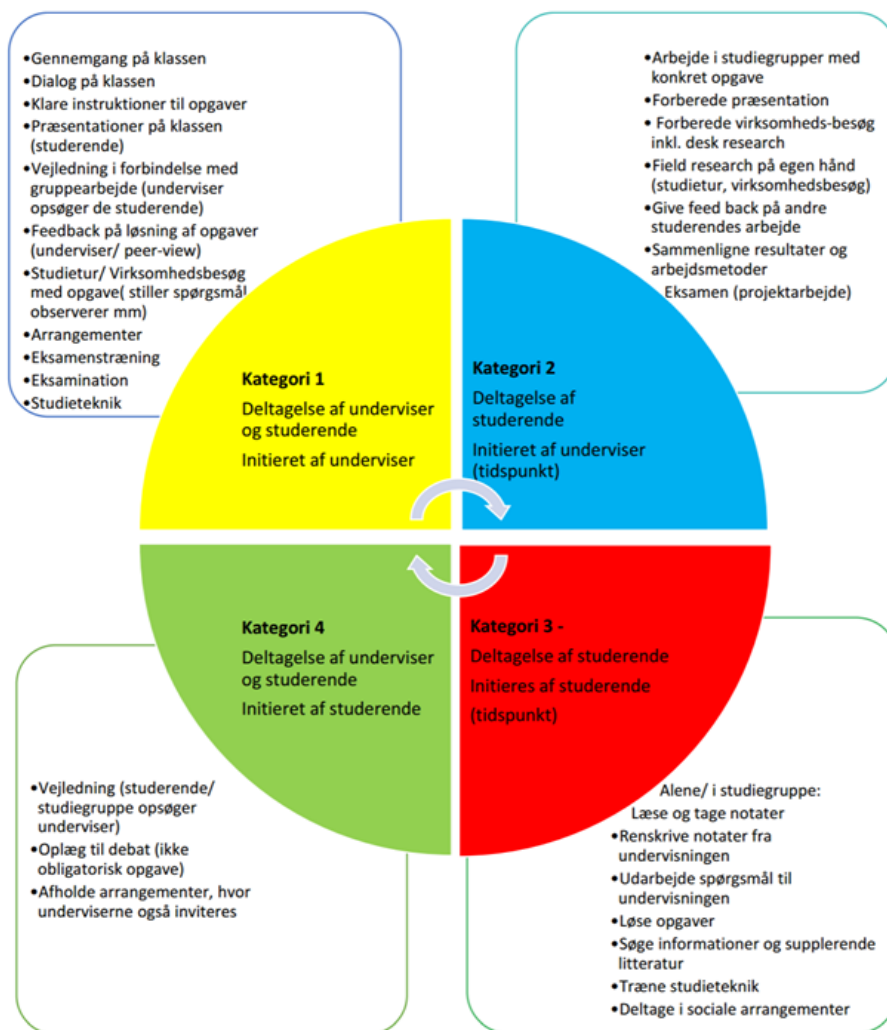 •Gennemgang på klassen
•Dialog på klassen
•Klare instruktioner til opgaver
•Præsentationer på klassen
(studerende)
•Vejledning i forbindelse med
gruppearbejde (underviser
opsøger de studerende)
•Feedback på løsning af opgaver
(underviser/ peer-view)
•Studietur/ Virksomhedsbesøg
med opgave( stiller spørgsmål
observerer mm)
•Arrangementer
•Eksamenstræning
•Eksamination
•Studieteknik
•Arbejde i studiegrupper med
konkret opgave
•Forberede præsentation
• Forberede virksomheds-besøg
inkl. desk research
•Field research på egen hånd
(studietur, virksomhedsbesøg)
•Give feed back på andre
studerendes arbejde
•Sammenligne resultater og
arbejdsmetoder
Eksamen (projektarbejde)
Kategori 1
Deltagelse af underviser
og studerende
Initieret af underviser
Kategori 2
Deltagelse af
studerende
Initieret af underviser
(tidspunkt)
Kategori 4
Deltagelse af underviser
og studerende
Initieret af studerende
Kategori 3 -
Deltagelse af studerende
Initieres af studerende
(tidspunkt)
•Vejledning (studerende/
studiegruppe opsøger
underviser)
•Oplæg til debat (ikke
obligatorisk opgave)
•Afholde arrangementer, hvor
underviserne også inviteres
Alene/ i studiegruppe:
Læse og tage notater
•Renskrive notater fra
undervisningen
•Udarbejde spørgsmål til
undervisningen
•Løse opgaver
•Søge informationer og supplerende
litteratur
•Træne studieteknik
•Deltage i sociale arrangementer